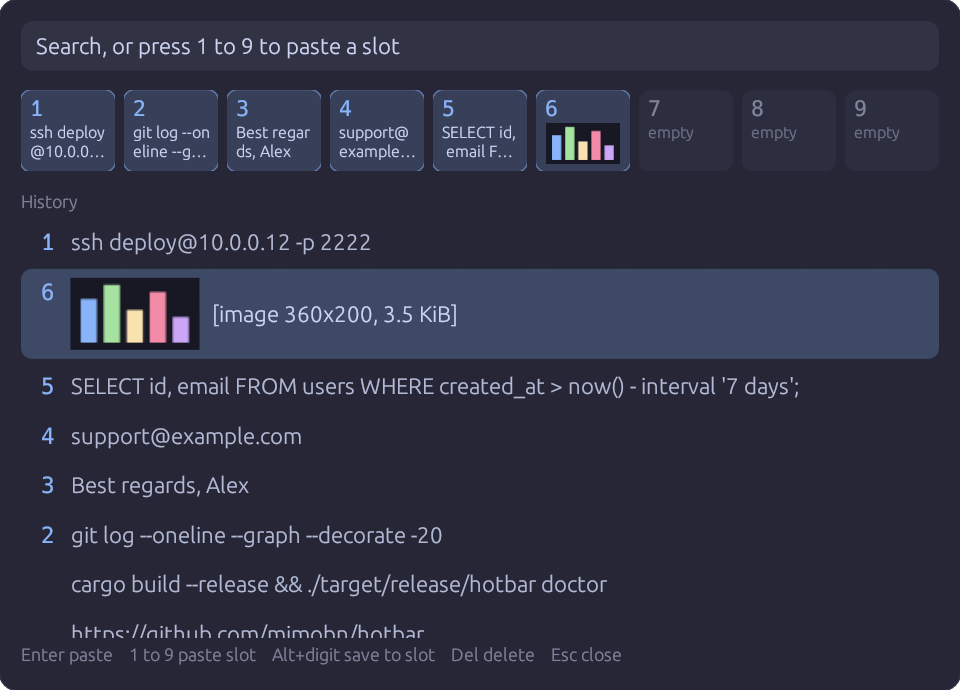 Search, or press 1 to 9 to paste a slot
1
ssh deploy
@10.0.0...
2
git log --on
eline --g...
3
Best regar
ds, Alex
4
support@
example...
5
SELECT id,
email F...
6
7
empty
8
empty
9
empty
History
1 ssh deploy@10.0.0.12 -p 2222
6 [image 360x200, 3.5 KiB]
5 SELECT id, email FROM users WHERE created_at > now() - interval '7 days';
4 support@example.com
3 Best regards, Alex
2 git log --oneline --graph --decorate -20
cargo build --release && ./target/release/hotbar doctor
https://github.com/mimobn/hotbar
Enter paste 1 to 9 paste slot Alt+digit save to slot Del delete Esc close